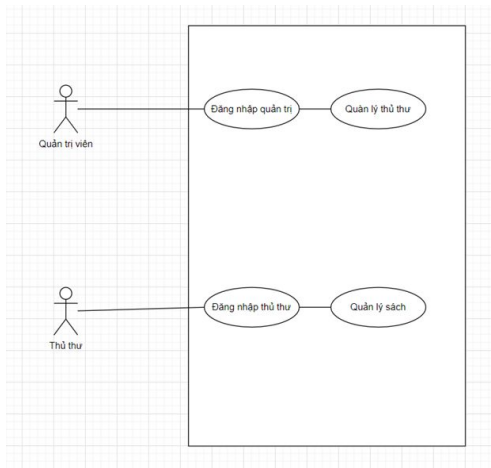 Đăng nhập quản trị
Quàn lý thủ thư
Quản trị viên
Đăng nhập thủ thư
Quản lý sách
Thủ thư